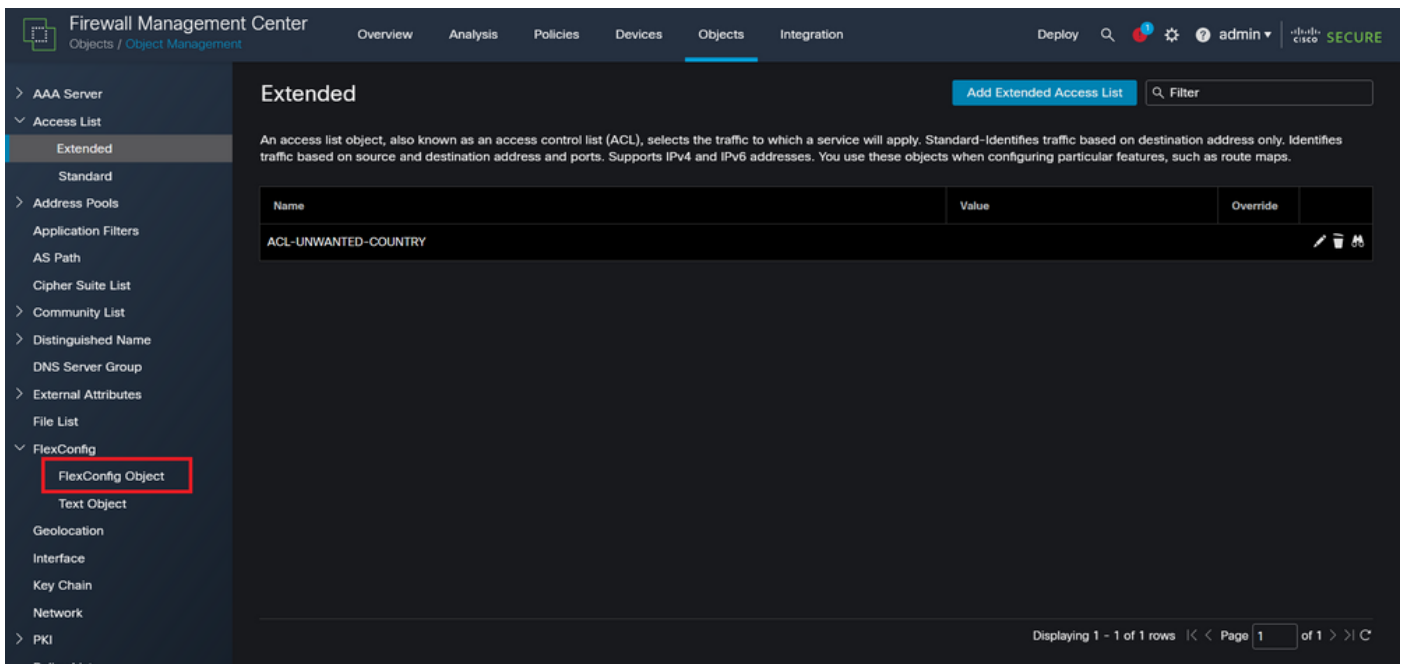 Firewall Management Center
Objects / Object Management
Overview Analysis Policies Devices Objects Integration
Deploy 1 ? admin cisco SECURE
AAA Server
Access List
Extended
Standard
Address Pools
Application Filters
AS Path
Cipher Suite List
Community List
Distinguished Name
DNS Server Group
External Attributes
File List
FlexConfig
FlexConfig Object
Text Object
Geolocation
Interface
Key Chain
Network
PKI
Extended
Add Extended Access List
Filter
An access list object, also known as an access control list (ACL), selects the traffic to which a service will apply. Standard-Identifies traffic based on destination address only. Identifies
traffic based on source and destination address and ports. Supports IPv4 and IPv6 addresses. You use these objects when configuring particular features, such as route maps.
Name Value Override
ACL-UNWANTED-COUNTRY
Displaying 1 - 1 of 1 rows |< < Page 1 of 1 > >| C